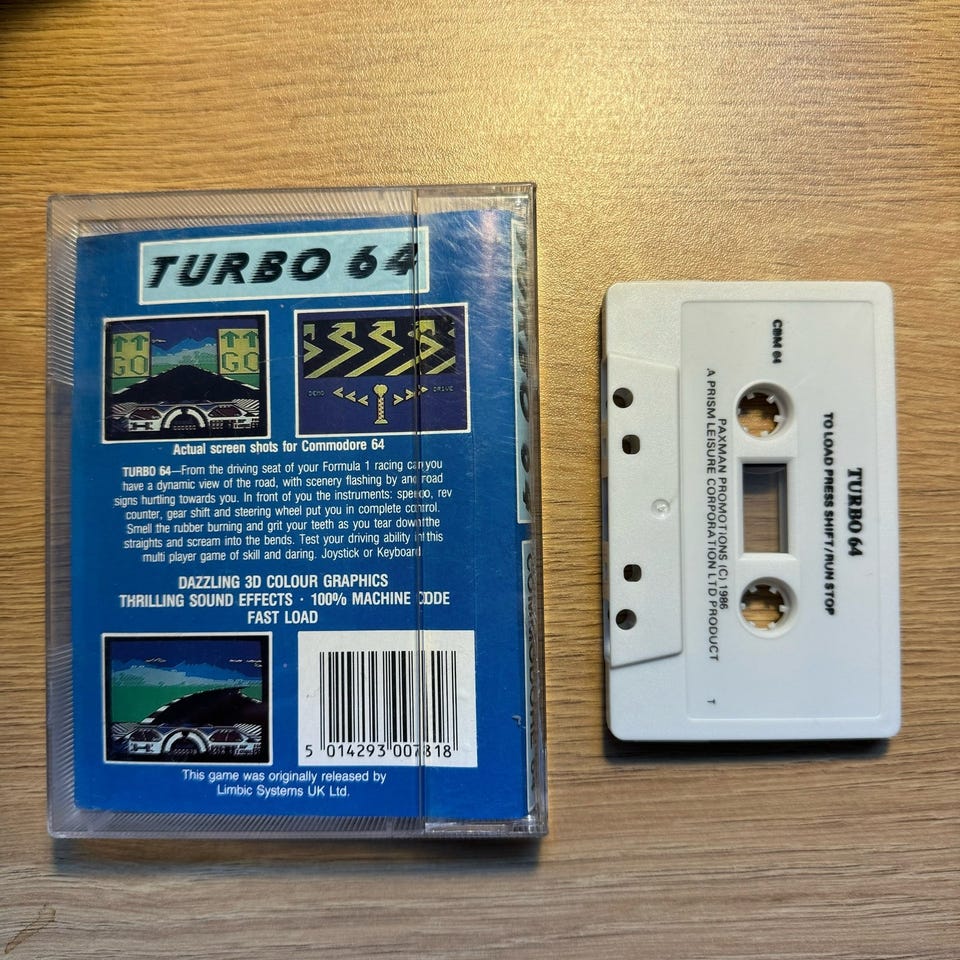 TURBO 64
GO
GO
DEMO
DRIVE
Actual screen shots for Commodore 64
TURBO 64—From the driving seat of your Formula 1 racing car you
have a dynamic view of the road, with scenery flashing by and road
signs hurtling towards you. In front of you the instruments: speedo, rev
counter, gear shift and steering wheel put you in complete control.
Smell the rubber burning and grit your teeth as you tear down the
straights and scream into the bends. Test your driving ability in this
multi player game of skill and daring. Joystick or Keyboard.
DAZZLING 3D COLOUR GRAPHICS
THRILLING SOUND EFFECTS · 100% MACHINE CODE
FAST LOAD
5 014293 007818
This game was originally released by
Limbic Systems UK Ltd.
TURBO 64
TO LOAD PRESS SHIFT/RUN STOP
CBM 64
PAXMAN PROMOTIONS (C) 1986
A PRISM LEISURE CORPORATION LTD PRODUCT
T